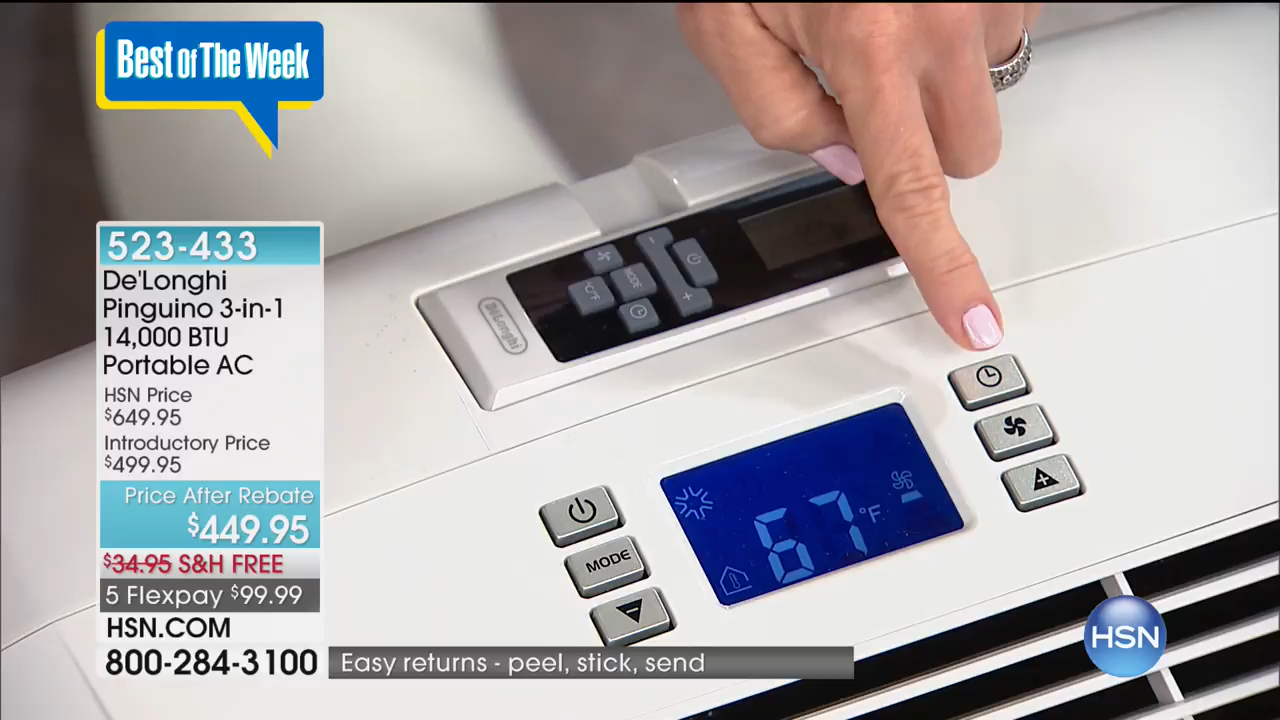 Best of The Week
523-433
De'Longhi
Pinguino 3-in-1
14,000 BTU
Portable AC
HSN Price
$649.95
Introductory Price
$499.95
Price After Rebate
$449.95
$34.95 S&H FREE
5 Flexpay $99.99
HSN.COM
800-284-3100
Easy returns - peel, stick, send
HSN
DeLonghi
°C/°F
MODE
-
+
MODE
-
+
67°F